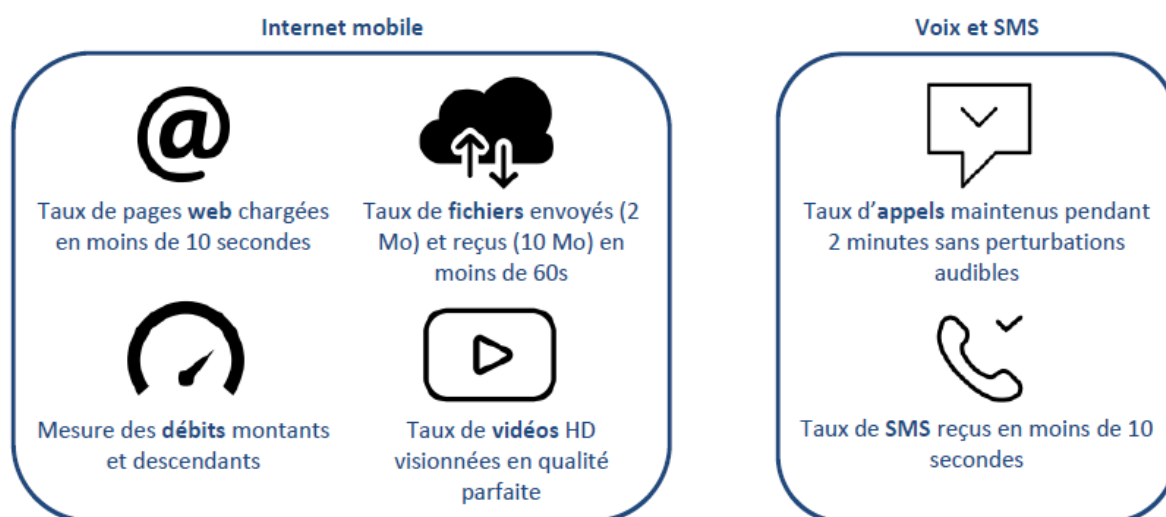 Internet mobile
Taux de pages web chargées
en moins de 10 secondes
Taux de fichiers envoyés (2
Mo) et reçus (10 Mo) en
moins de 60s
Mesure des débits montants
et descendants
Taux de vidéos HD
visionnées en qualité
parfaite
Voix et SMS
Taux d’appels maintenus pendant
2 minutes sans perturbations
audibles
Taux de SMS reçus en moins de 10
secondes